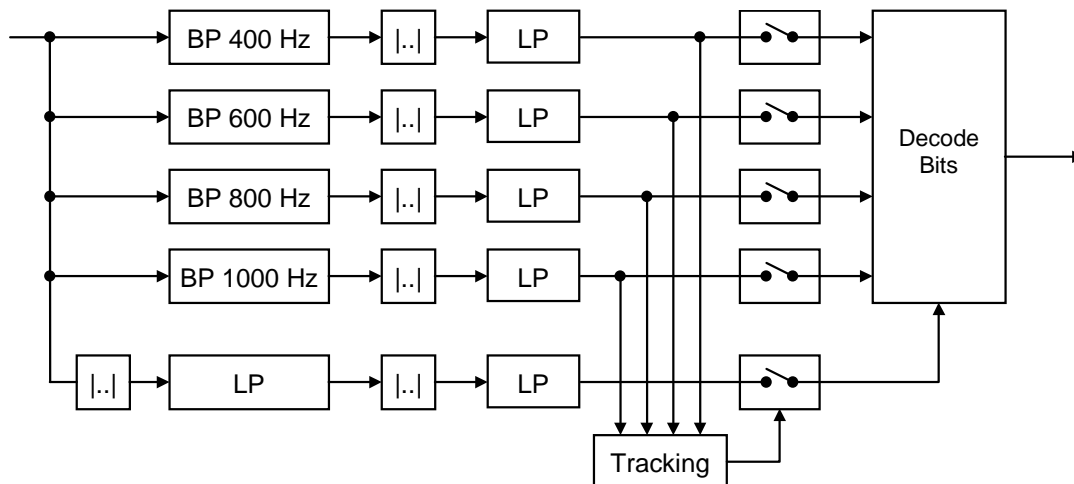 BP 400 Hz
|..|
LP
BP 600 Hz
|..|
LP
BP 800 Hz
|..|
LP
BP 1000 Hz
|..|
LP
Decode
Bits
|..|
LP
|..|
LP
Tracking